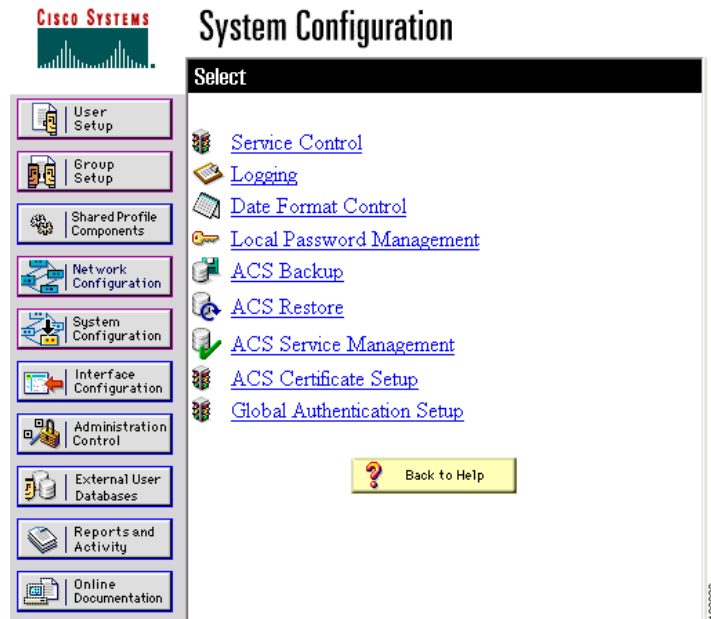 CISCO SYSTEMS
System Configuration
Select
User
Setup
Group
Setup
Shared Profile
Components
Network
Configuration
System
Configuration
Interface
Configuration
Administration
Control
External User
Databases
Reports and
Activity
Online
Documentation
Service Control
Logging
Date Format Control
Local Password Management
ACS Backup
ACS Restore
ACS Service Management
ACS Certificate Setup
Global Authentication Setup
Back to Help